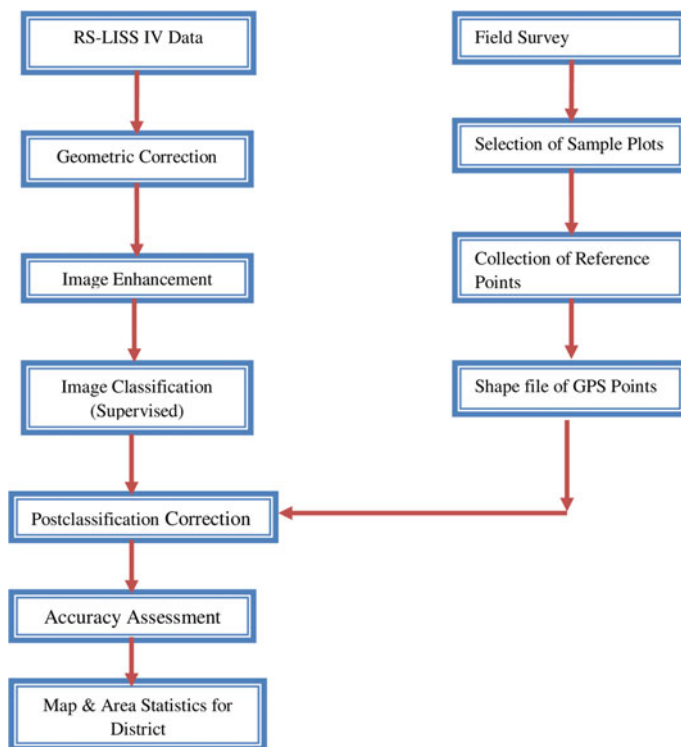 RS-LISS IV Data
Geometric Correction
Image Enhancement
Image Classification
(Supervised)
Postclassification Correction
Accuracy Assessment
Map & Area Statistics for
District
Field Survey
Selection of Sample Plots
Collection of Reference
Points
Shape file of GPS Points